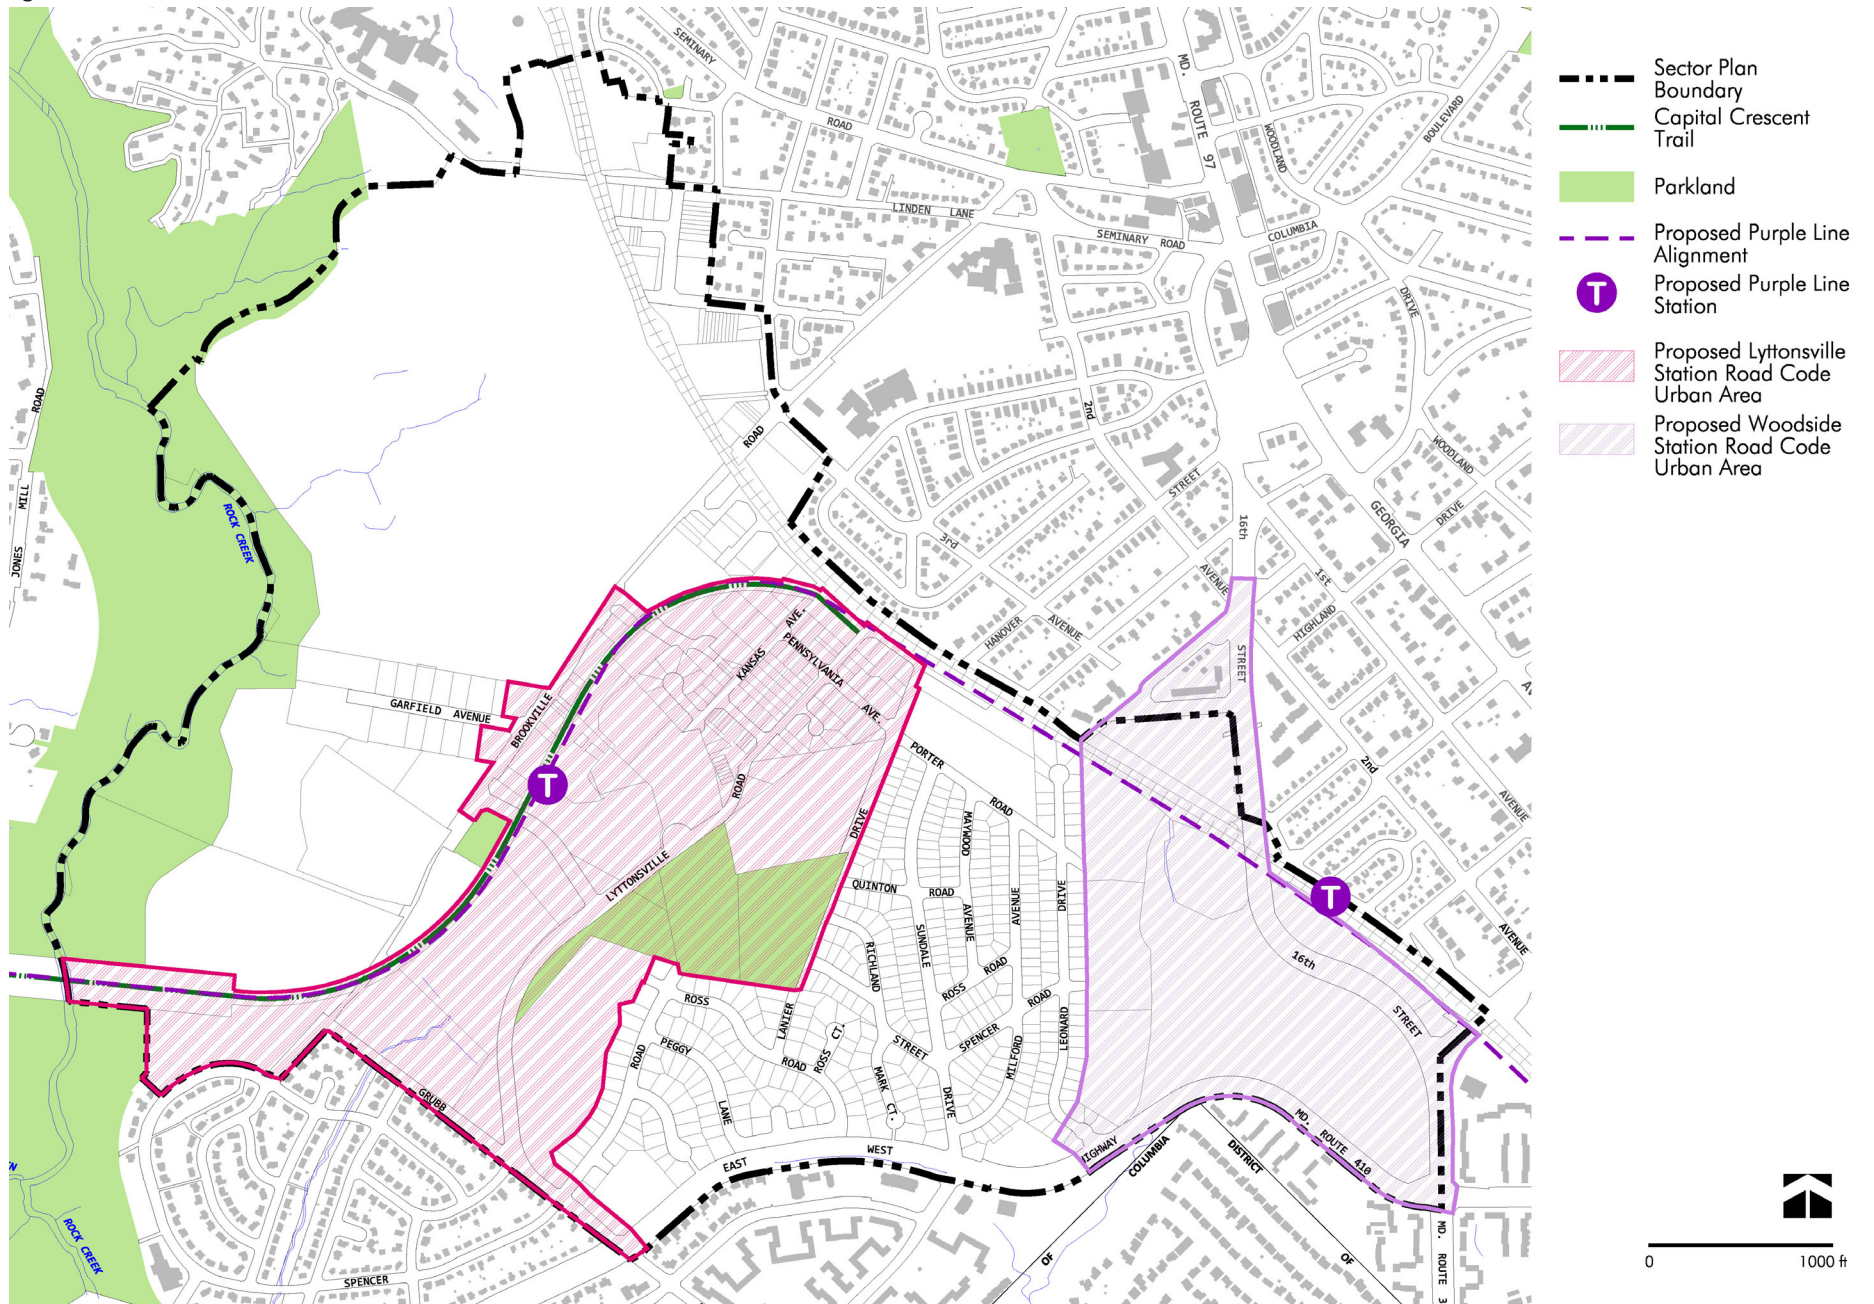 SEMINARY
ROAD
MD.
ROUTE 97
WOODLAND
BOULEVARD
LINDEN LANE
SEMINARY ROAD
COLUMBIA
DRIVE
ROAD
MILL
JONES
ROCK CREEK
ROAD
2nd
STREET
3rd
16th
GEORGIA
WOODLAND
DRIVE
AVENUE
1st
HIGHLAND
HANOVER
AVENUE
STREET
KANSAS
AVE.
PENNSYLVANIA
AVE.
GARFIELD AVENUE
BROOKVILLE
T
ROAD
LYTTONSVILLE
DRIVE
PORTER
ROAD
MAYWOOD
AVENUE
QUINTON
ROAD
SUNDALE
RICHLAND
AVENUE
DRIVE
2nd
AVENUE
T
AVENUE
16th
STREET
ROSS
ROAD
ROSS
ROAD
LANIER
PEGGY
ROAD
LANE
ROSS CT.
ROAD
MARK
CT.
STREET
DRIVE
SPENCER
ROAD
MILFORD
LEONARD
GRUBB
EAST
WEST
HIGHWAY
MD. ROUTE 410
COLUMBIA
DISTRICT
OF
OF
MD. ROUTE 3
SPENCER
ROCK CREEK
Sector Plan
Boundary
Capital Crescent
Trail
Parkland
Proposed Purple Line
Alignment
T
Proposed Purple Line
Station
Proposed Lyttonsville
Station Road Code
Urban Area
Proposed Woodside
Station Road Code
Urban Area
0
1000 ft